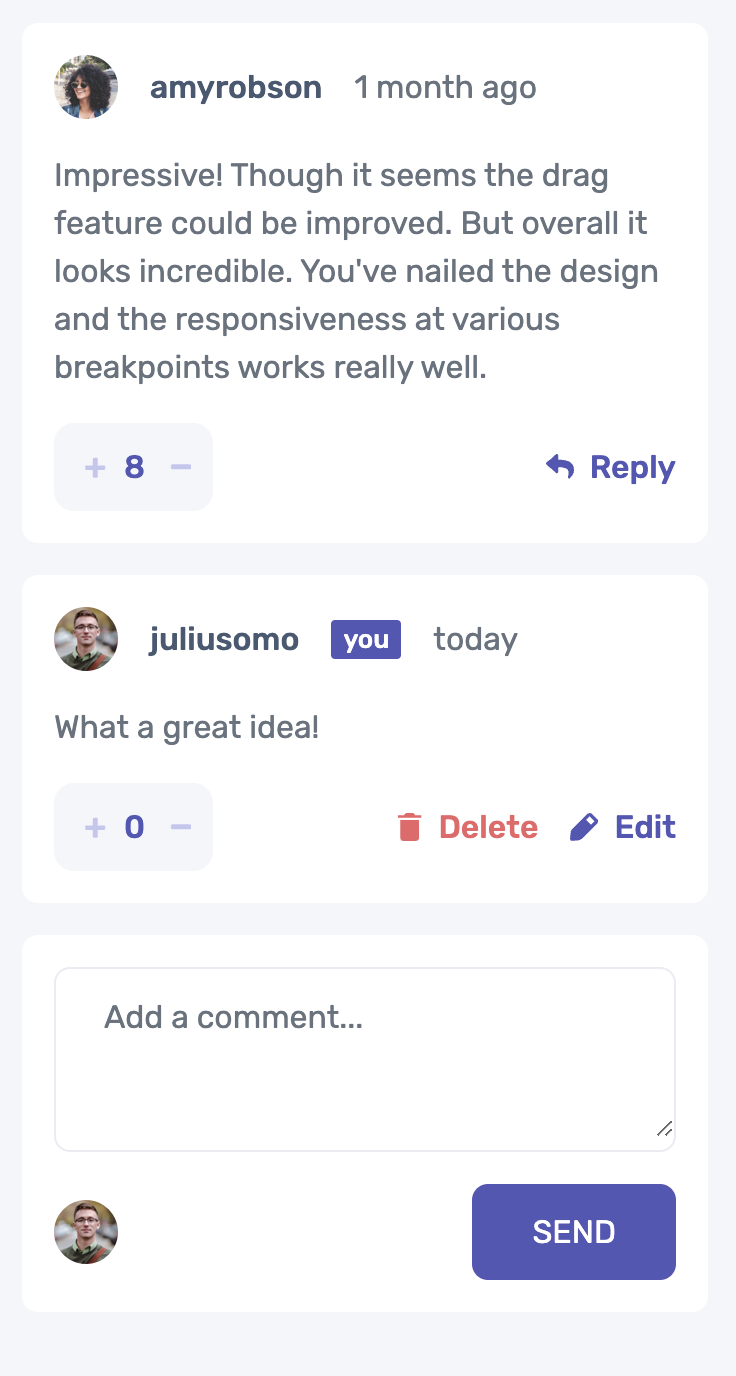 amyrobson 1 month ago
Impressive! Though it seems the drag
feature could be improved. But overall it
looks incredible. You've nailed the design
and the responsiveness at various
breakpoints works really well.
+ 8 − Reply
juliusomo you today
What a great idea!
+ 0 − Delete Edit
Add a comment...
SEND